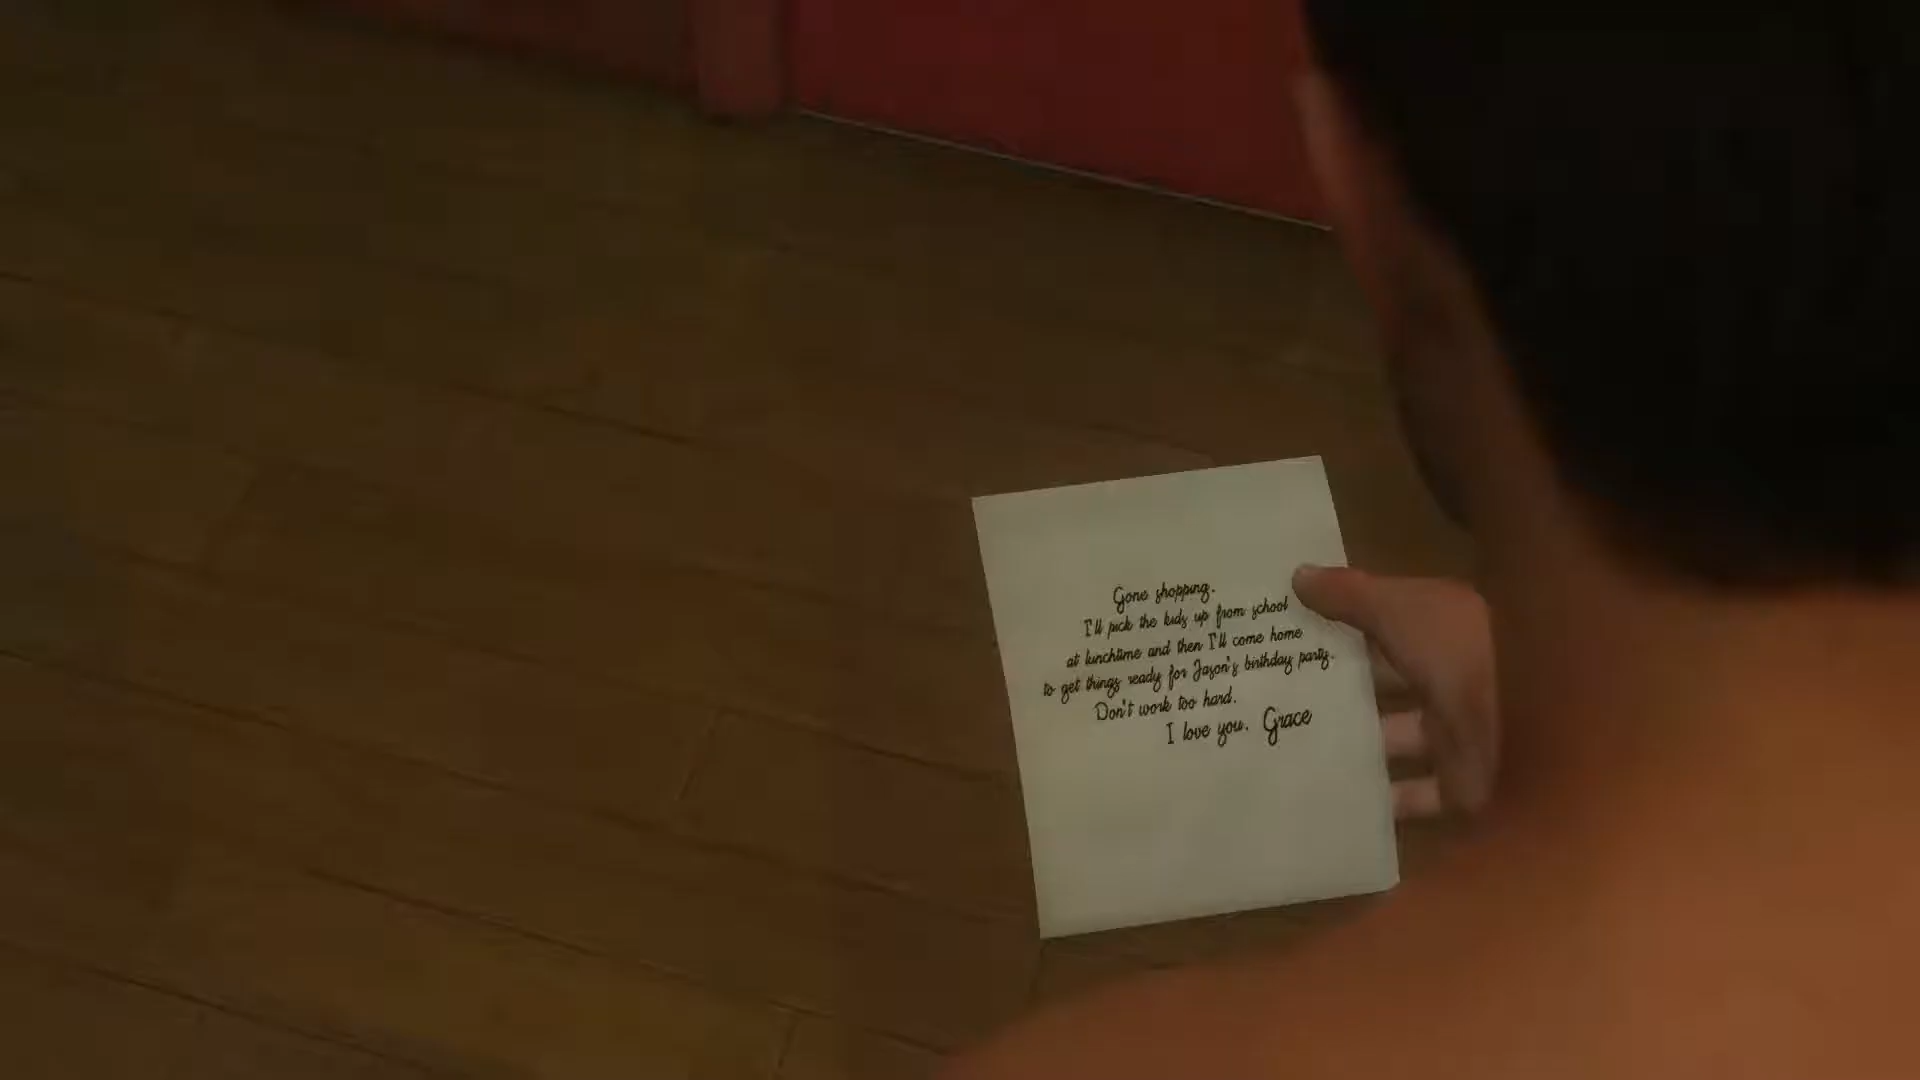 Gone shopping.
I'll pick the kids up from school
at lunchtime and then I'll come home
to get things ready for Jason's birthday party.
Don't work too hard.
I love you. Grace